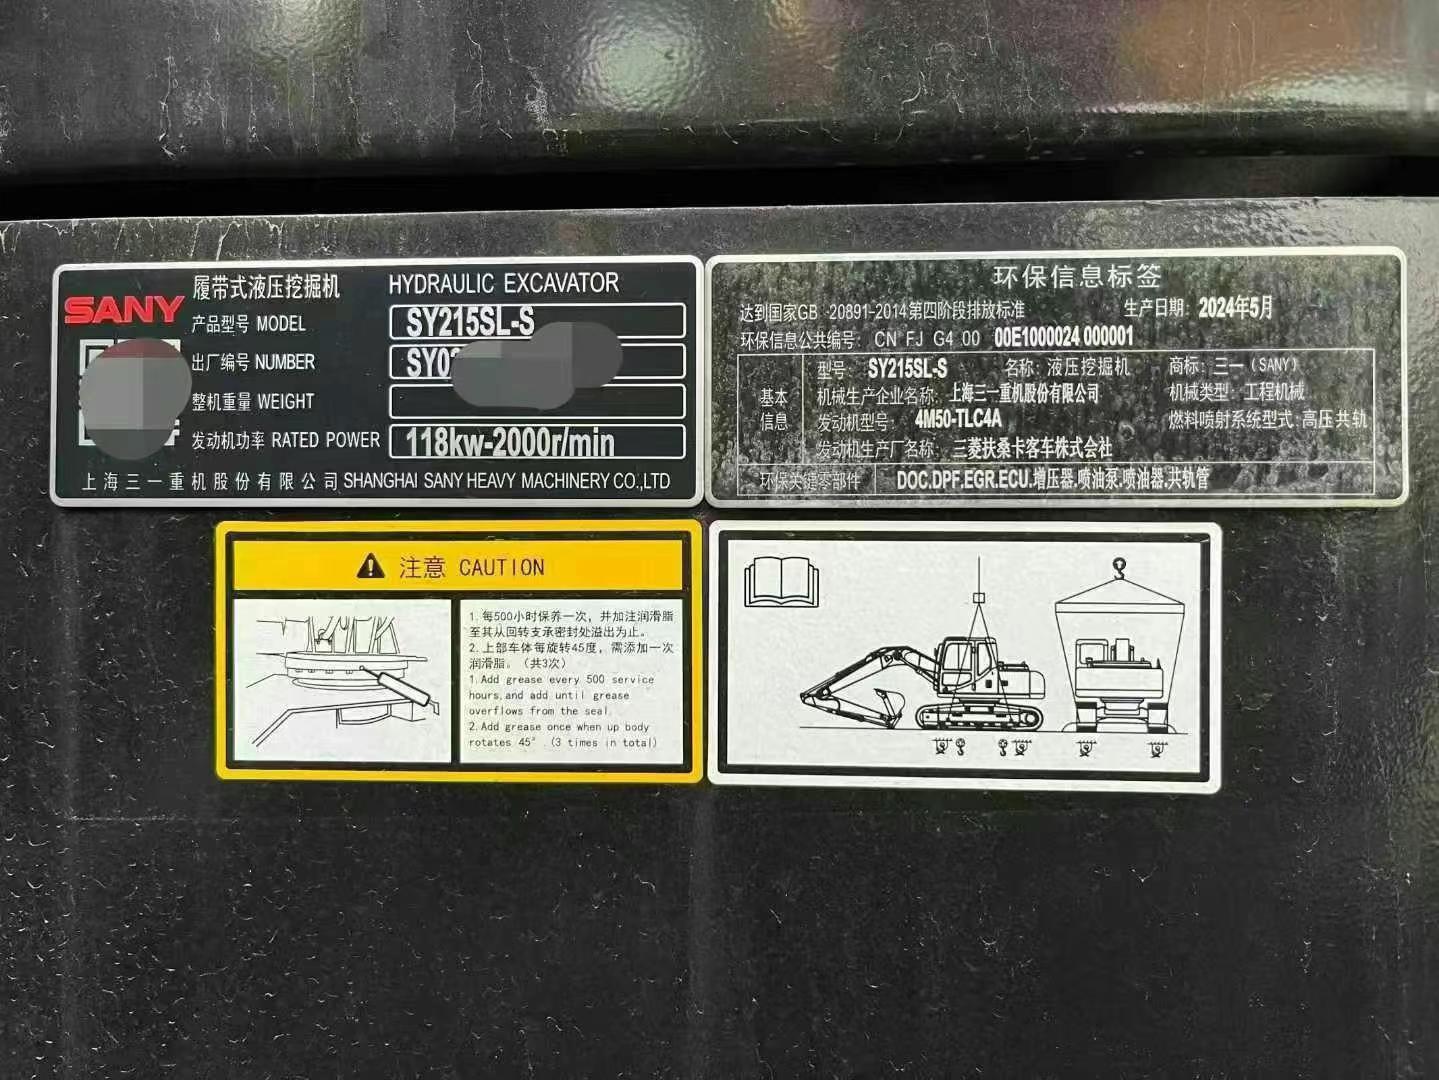 SANY
履带式液压挖掘机 HYDRAULIC EXCAVATOR
产品型号 MODEL SY215SL-S
出厂编号 NUMBER SY0
整机重量 WEIGHT
发动机功率 RATED POWER 118kw-2000r/min
上海三一重机股份有限公司 SHANGHAI SANY HEAVY MACHINERY CO.,LTD
环保信息标签
达到国家GB -20891-2014第四阶段排放标准 生产日期: 2024年5月
环保信息公共编号: CN FJ G4 00 00E1000024 000001
基本信息
型号: SY215SL-S 名称: 液压挖掘机 商标: 三一(SANY)
机械生产企业名称: 上海三一重机股份有限公司 机械类型: 工程机械
发动机型号: 4M50-TLC4A 燃料喷射系统型式: 高压共轨
发动机生产厂名称: 三菱扶桑卡客车株式会社
环保关键零部件 DOC.DPF.EGR.ECU.增压器.喷油泵.喷油器.共轨管
注意 CAUTION
1.每500小时保养一次，并加注润滑脂
至其从回转支承密封处溢出为止。
2.上部车体每旋转45度，需添加一次
润滑脂。（共3次）
1.Add grease every 500 service
hours,and add until grease
overflows from the seal.
2.Add grease once when up body
rotates 45°.(3 times in total)